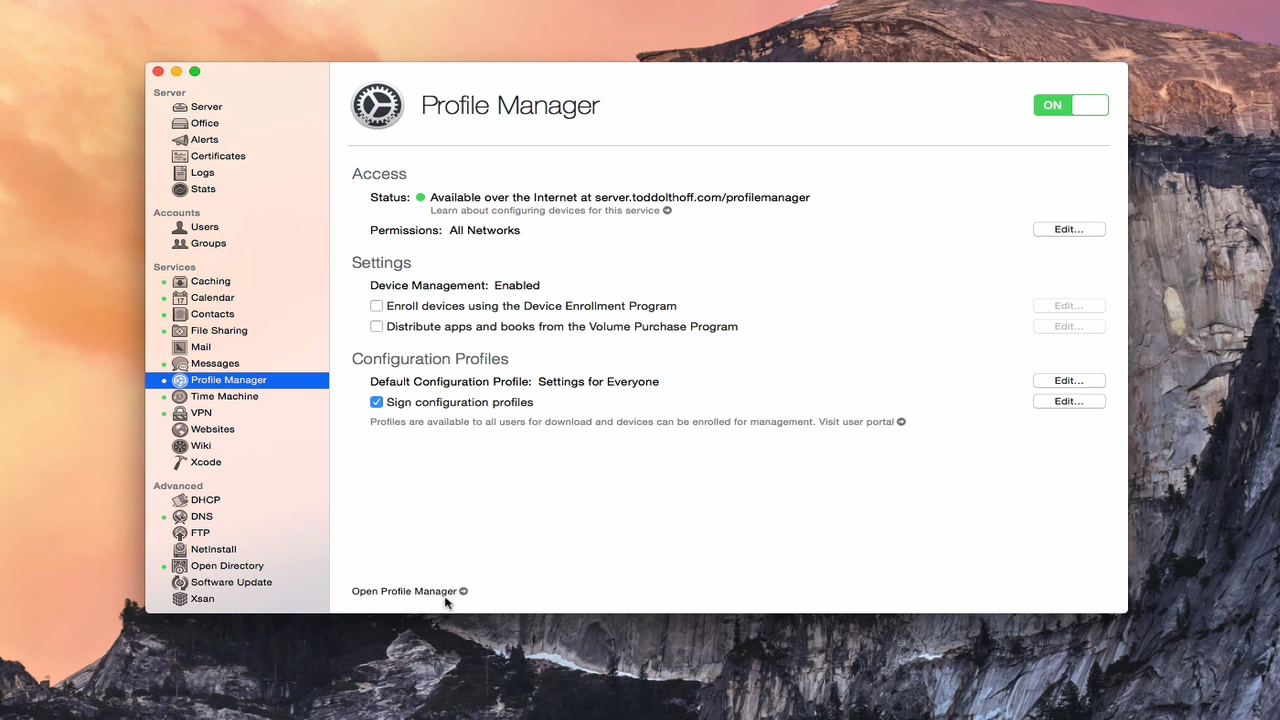 Server
Server
Office
Alerts
Certificates
Logs
Stats
Accounts
Users
Groups
Services
Caching
17
Calendar
Contacts
File Sharing
Mail
Messages
Profile Manager
Time Machine
VPN
Websites
Wiki
Xcode
Advanced
DHCP
DNS
FTP
NetInstall
Open Directory
Software Update
Xsan
Profile Manager
ON
Access
Status: Available over the Internet at server.toddolthoff.com/profilemanager
Learn about configuring devices for this service
Permissions: All Networks Edit...
Settings
Device Management: Enabled
Enroll devices using the Device Enrollment Program Edit...
Distribute apps and books from the Volume Purchase Program Edit...
Configuration Profiles
Default Configuration Profile: Settings for Everyone Edit...
Sign configuration profiles Edit...
Profiles are available to all users for download and devices can be enrolled for management. Visit user portal
Open Profile Manager